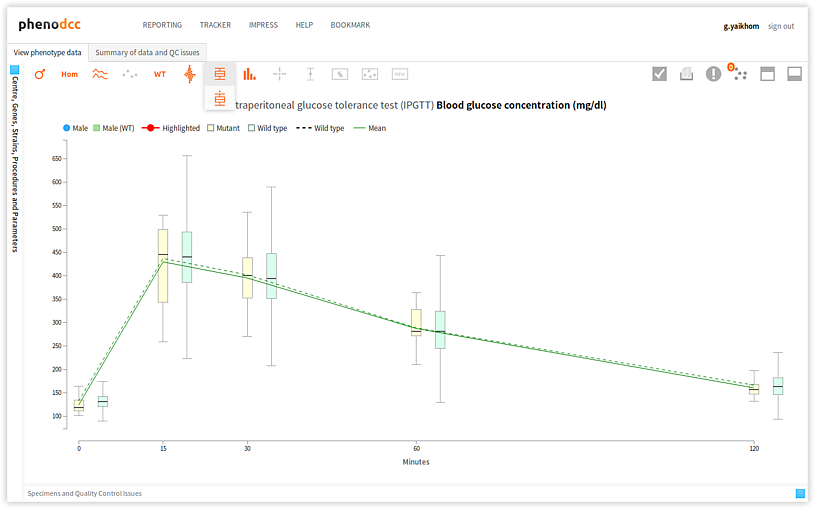 phenodcc
REPORTING TRACKER IMPRESS HELP BOOKMARK
g.yaikhom sign out
View phenotype data Summary of data and QC issues
Hom WT NEW 0
Centre, Genes, Strains, Procedures and Parameters
traperitoneal glucose tolerance test (IPGTT) Blood glucose concentration (mg/dl)
Male Male (WT) Highlighted Mutant Wild type Wild type Mean
650
600
550
500
450
400
350
300
250
200
150
100
0 15 30 60 120
Minutes
Specimens and Quality Control Issues